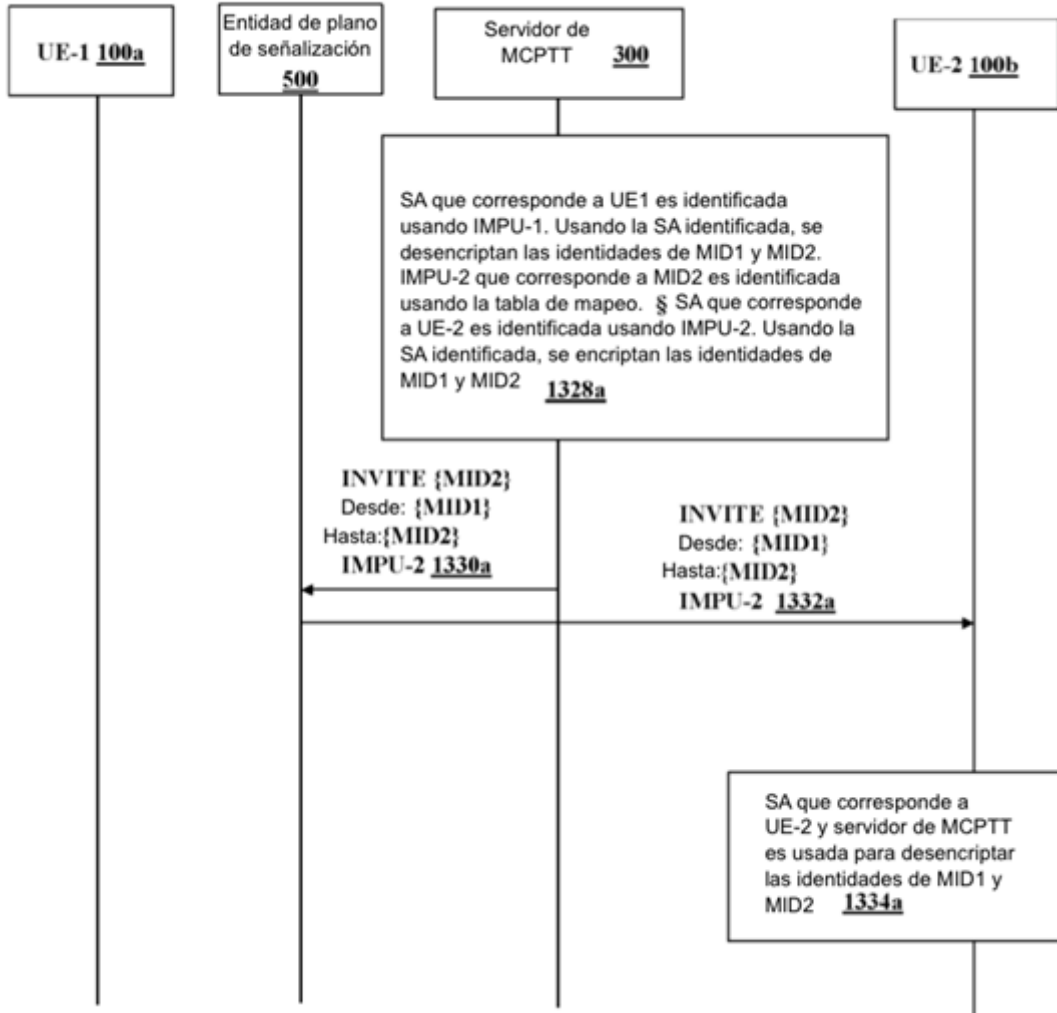 UE-1 100a
Entidad de plano
de señalización
500
Servidor de
MCPTT 300
UE-2 100b
SA que corresponde a UE1 es identificada
usando IMPU-1. Usando la SA identificada, se
desencriptan las identidades de MID1 y MID2.
IMPU-2 que corresponde a MID2 es identificada
usando la tabla de mapeo. § SA que corresponde
a UE-2 es identificada usando IMPU-2. Usando la
SA identificada, se encriptan las identidades de
MID1 y MID2 1328a
INVITE {MID2}
Desde: {MID1}
Hasta:{MID2}
IMPU-2 1330a
INVITE {MID2}
Desde: {MID1}
Hasta:{MID2}
IMPU-2 1332a
SA que corresponde a
UE-2 y servidor de MCPTT
es usada para desencriptar
las identidades de MID1 y
MID2 1334a